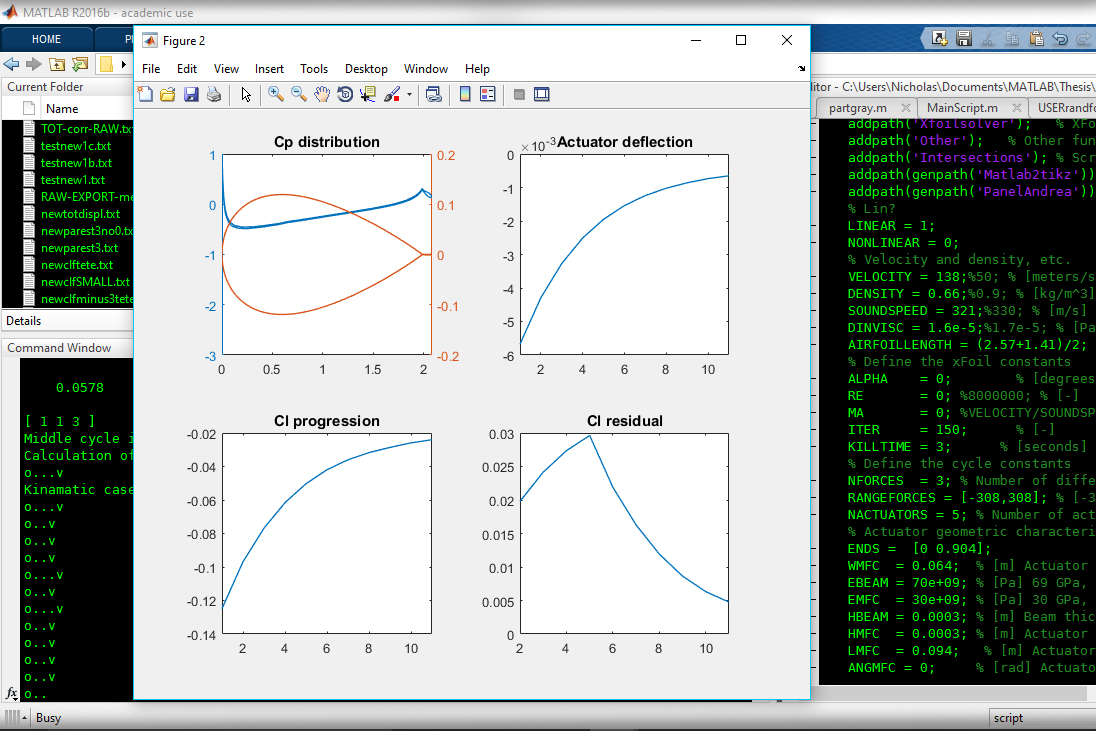 MATLAB R2016b - academic use
HOME
Current Folder
Name
TOT-corr-RAW.txt
testnew1c.txt
testnew1b.txt
testnew1.txt
RAW-EXPORT-me
newtotdispl.txt
newparest3no0.tx
newparest3.txt
newclftete.txt
newclfSMALL.txt
newclfminus3tete
Details
Command Window
0.0578
[ 1 1 3 ]
Middle cycle i
Calculation of
o...v
Kinamatic case
o...v
o..v
o..v
o..v
o...v
o..v
o...v
o..v
o..v
o..v
o..v
o..
fx
Busy
Figure 2
File Edit View Insert Tools Desktop Window Help
Cp distribution
1
0
-1
-2
-3
0.2
0.1
0
-0.1
-0.2
0 0.5 1 1.5 2
×10-3 Actuator deflection
0
-1
-2
-3
-4
-5
-6
2 4 6 8 10
Cl progression
-0.02
-0.04
-0.06
-0.08
-0.1
-0.12
-0.14
2 4 6 8 10
Cl residual
0.03
0.025
0.02
0.015
0.01
0.005
0
2 4 6 8 10
itor - C:\Users\Nicholas\Documents\MATLAB\Thesis\
partgray.m MainScript.m USERrandf
addpath('Xfoilsolver'); % XFo
addpath('Other'); % Other fun
addpath('Intersections'); % Scr
addpath(genpath('Matlab2tikz'))
addpath(genpath('PanelAndrea'))
% Lin?
LINEAR = 1;
NONLINEAR = 0;
% Velocity and density, etc.
VELOCITY = 138;%50; % [meters/s
DENSITY = 0.66;%0.9; % [kg/m^3]
SOUNDSPEED = 321;%330; % [m/s]
DINVISC = 1.6e-5;%1.7e-5; % [Pa
AIRFOILLENGTH = (2.57+1.41)/2;
% Define the xFoil constants
ALPHA = 0; % [degrees
RE = 0; %8000000; % [-]
MA = 0; %VELOCITY/SOUNDSP
ITER = 150; % [-]
KILLTIME = 3; % [seconds]
% Define the cycle constants
NFORCES = 3; % Number of diffe
RANGEFORCES = [-308,308]; % [-3
NACTUATORS = 5; % Number of act
% Actuator geometric characteri
ENDS = [0 0.904];
WMFC = 0.064; % [m] Actuator
EBEAM = 70e+09; % [Pa] 69 GPa,
EMFC = 30e+09; % [Pa] 30 GPa,
HBEAM = 0.0003; % [m] Beam thic
HMFC = 0.0003; % [m] Actuator
LMFC = 0.094; % [m] Actuator
ANGMFC = 0; % [rad] Actuato
script